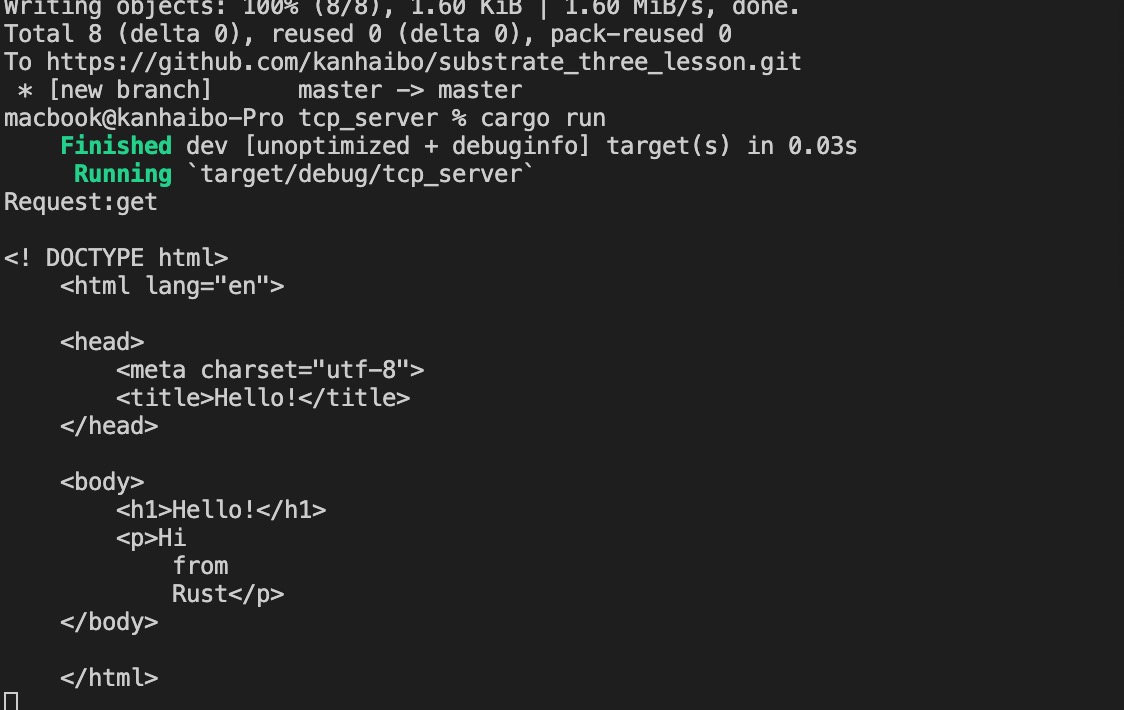 Writing objects: 100% (8/8), 1.60 KiB | 1.60 MiB/s, done.
Total 8 (delta 0), reused 0 (delta 0), pack-reused 0
To https://github.com/kanhaibo/substrate_three_lesson.git
 * [new branch]      master -> master
macbook@kanhaibo-Pro tcp_server % cargo run
    Finished dev [unoptimized + debuginfo] target(s) in 0.03s
     Running `target/debug/tcp_server`
Request:get

<! DOCTYPE html>
    <html lang="en">

    <head>
        <meta charset="utf-8">
        <title>Hello!</title>
    </head>

    <body>
        <h1>Hello!</h1>
        <p>Hi
            from
            Rust</p>
    </body>

    </html>